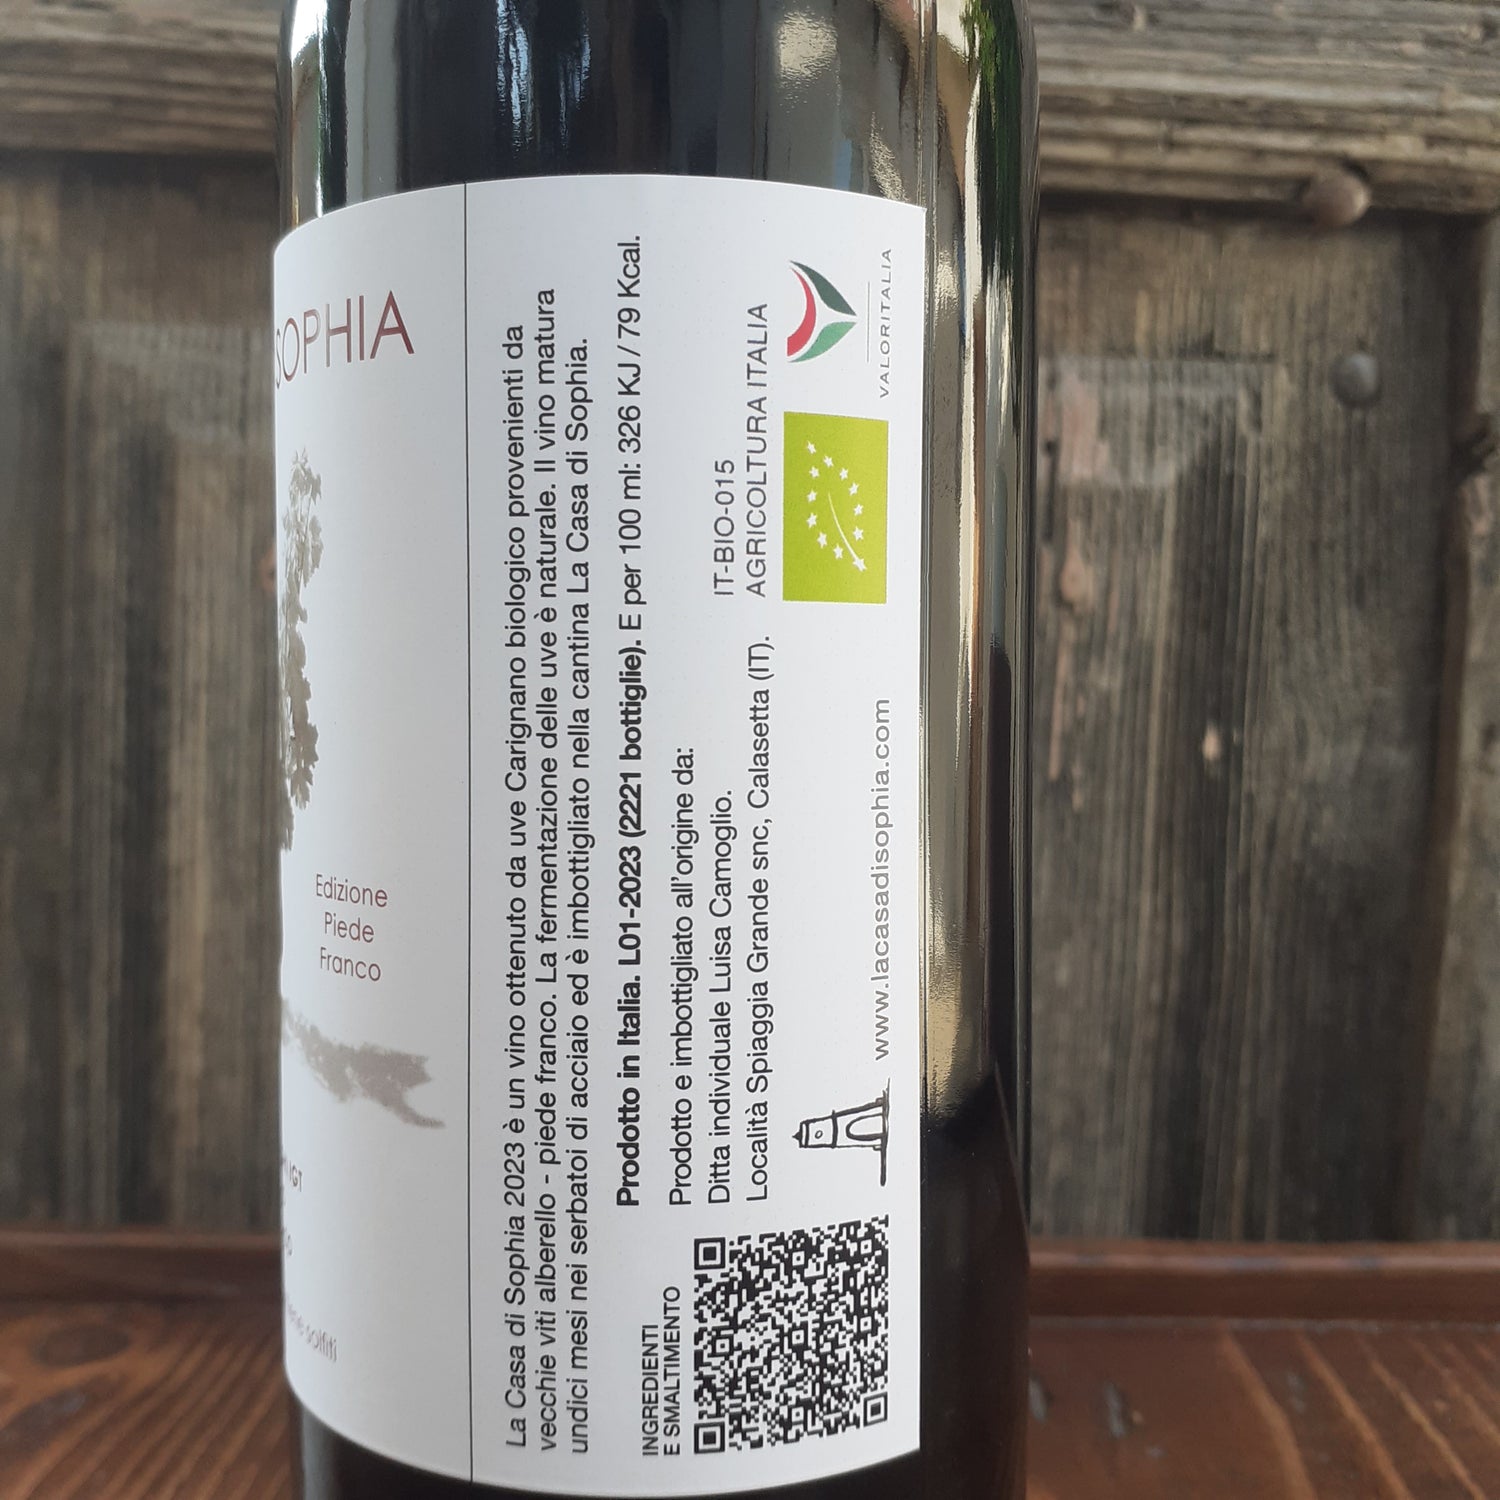 SOPHIA
Edizione
Piede
Franco
IGT
solfiti
La Casa di Sophia 2023 è un vino ottenuto da uve Carignano biologico provenienti da
vecchie viti alberello - piede franco. La fermentazione delle uve è naturale. Il vino matura
undici mesi nei serbatoi di acciaio ed è imbottigliato nella cantina La Casa di Sophia.
Prodotto in Italia. L01-2023 (2221 bottiglie). E per 100 ml: 326 KJ / 79 Kcal.
Prodotto e imbottigliato all'origine da:
Ditta individuale Luisa Camoglio.
Località Spiaggia Grande snc, Calasetta (IT).
www.lacasadisophia.com
INGREDIENTI
E SMALTIMENTO
IT-BIO-015
AGRICOLTURA ITALIA
VALORITALIA